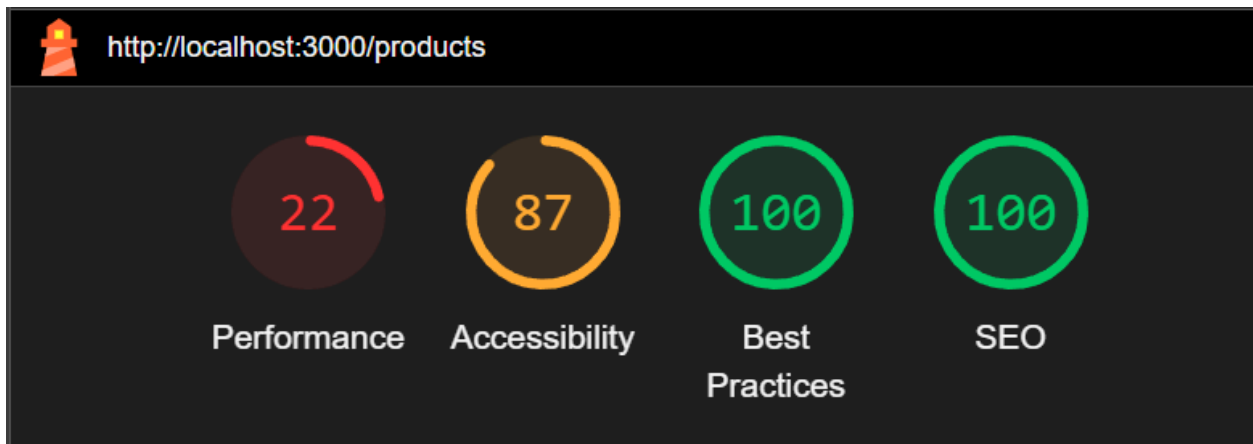 http://localhost:3000/products
22 87 100 100
Performance Accessibility Best Practices SEO